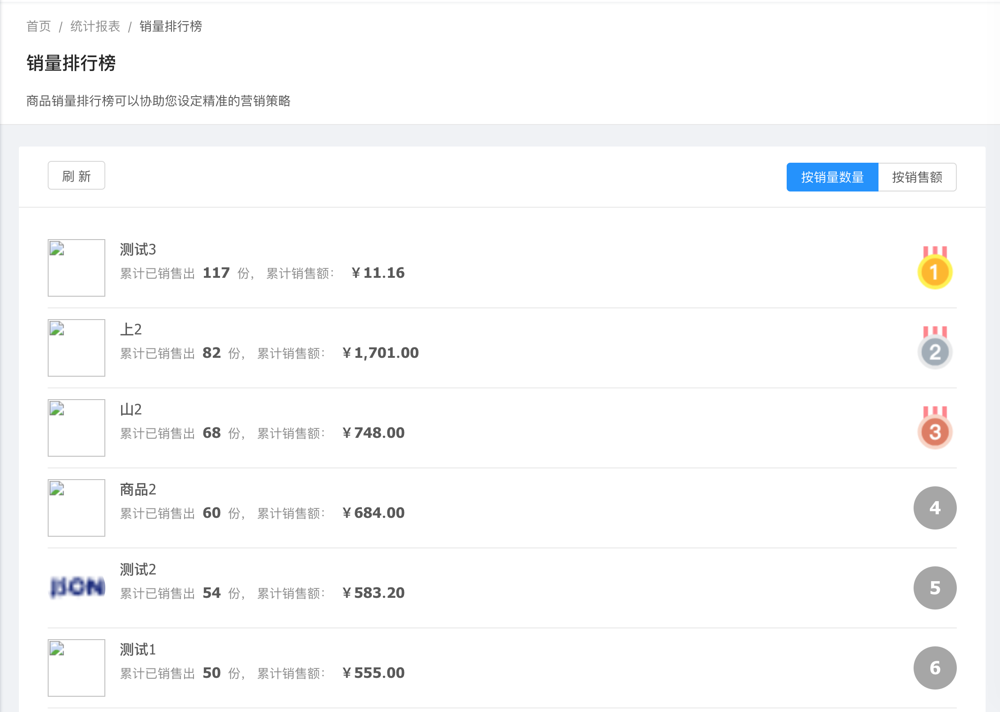 首页 / 统计报表 / 销量排行榜
销量排行榜
商品销量排行榜可以协助您设定精准的营销策略
刷 新
按销量数量 按销售额
测试3
累计已销售出 117 份， 累计销售额： ¥11.16
1
上2
累计已销售出 82 份， 累计销售额： ¥1,701.00
2
山2
累计已销售出 68 份， 累计销售额： ¥748.00
3
商品2
累计已销售出 60 份， 累计销售额： ¥684.00
4
JSON
测试2
累计已销售出 54 份， 累计销售额： ¥583.20
5
测试1
累计已销售出 50 份， 累计销售额： ¥555.00
6